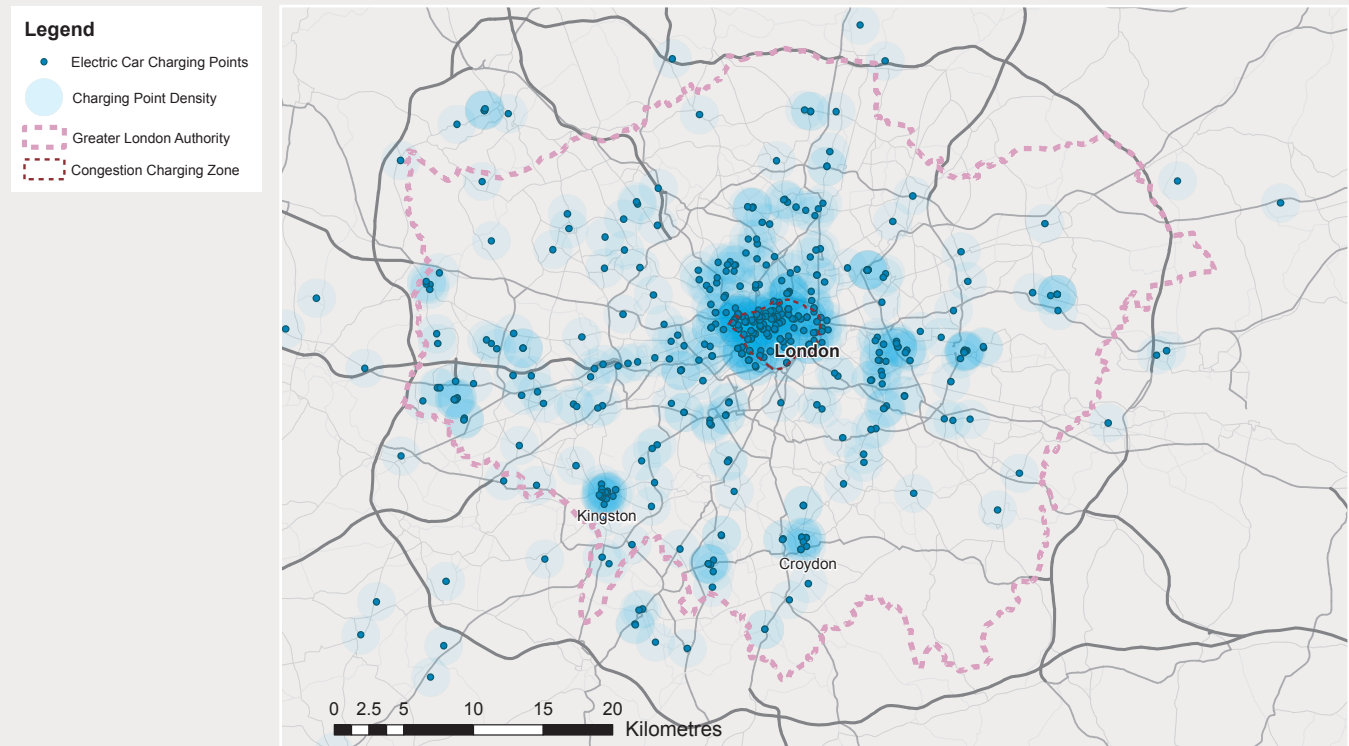 Legend
Electric Car Charging Points
Charging Point Density
Greater London Authority
Congestion Charging Zone
London
Kingston
Croydon
0 2.5 5 10 15 20
Kilometres